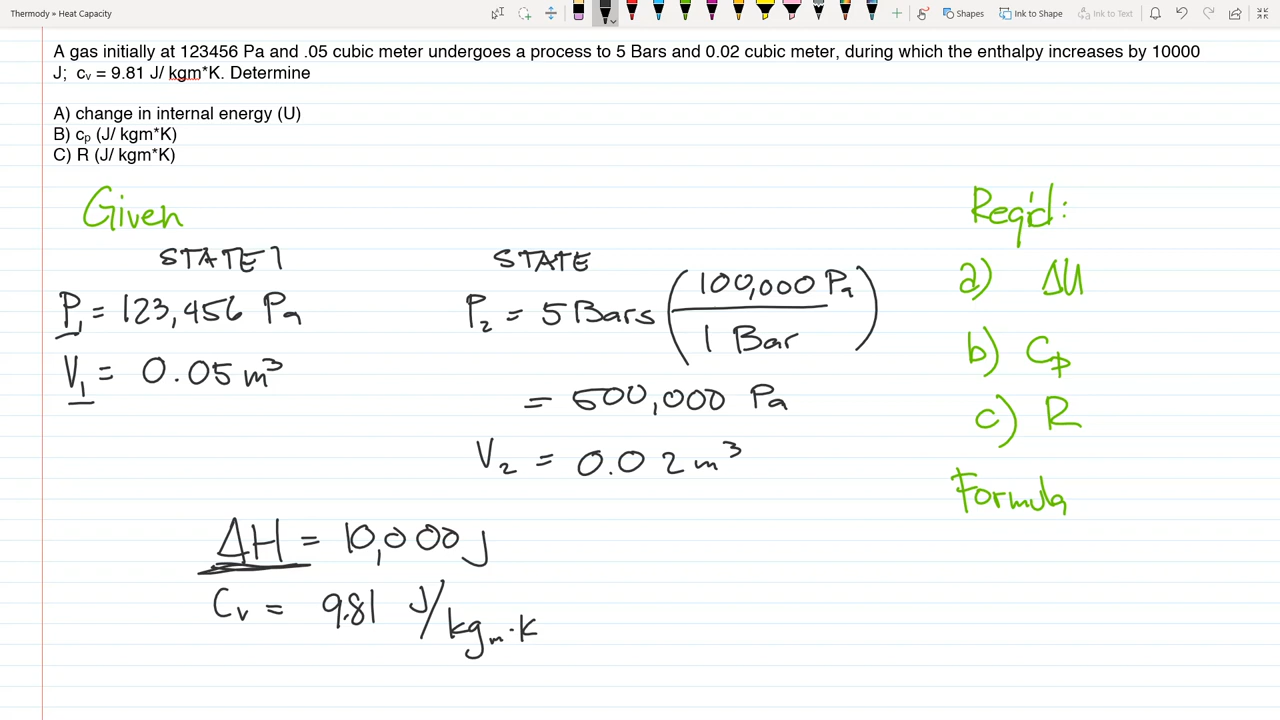 Thermody » Heat Capacity
Shapes Ink to Shape Ink to Text
A gas initially at 123456 Pa and .05 cubic meter undergoes a process to 5 Bars and 0.02 cubic meter, during which the enthalpy increases by 10000
J; cv = 9.81 J/ kgm*K. Determine
A) change in internal energy (U)
B) cp (J/ kgm*K)
C) R (J/ kgm*K)
Given
STATE 1
P1 = 123,456 Pa
V1 = 0.05 m³
STATE
P2 = 5 Bars (100,000 Pa / 1 Bar)
= 500,000 Pa
V2 = 0.02 m³
ΔH = 10,000 J
Cv = 9.81 J/kgm·K
Req'd:
a) ΔU
b) Cp
c) R
Formula